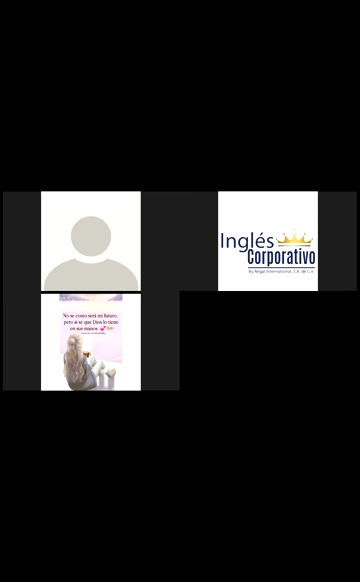 Inglés
Corporativo
By Regal International, S.A. de C.V.
No se como será mi futuro,
pero si se que Dios lo tiene
en sus manos.